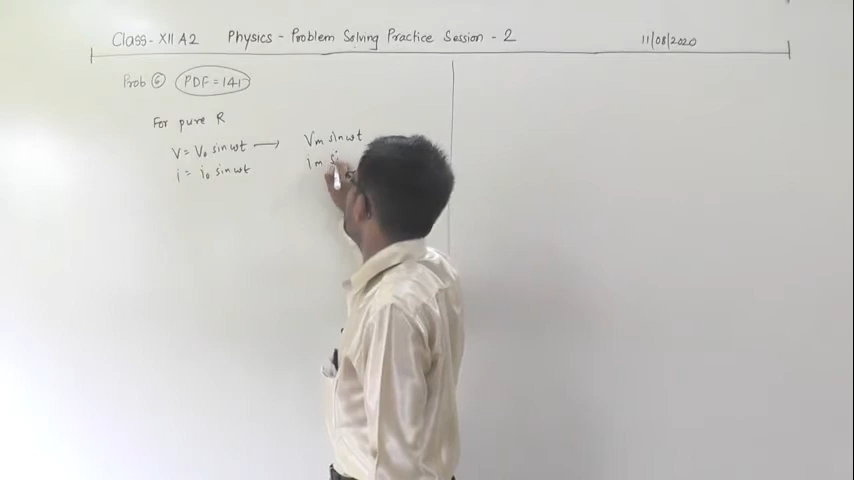 Class - XII A2 Physics - Problem Solving Practice Session - 2 11/08/2020
Prob ⑥ PDF = 141
For pure R
V = V₀ sin ωt → Vm sin ωt
i = i₀ sin ωt im si